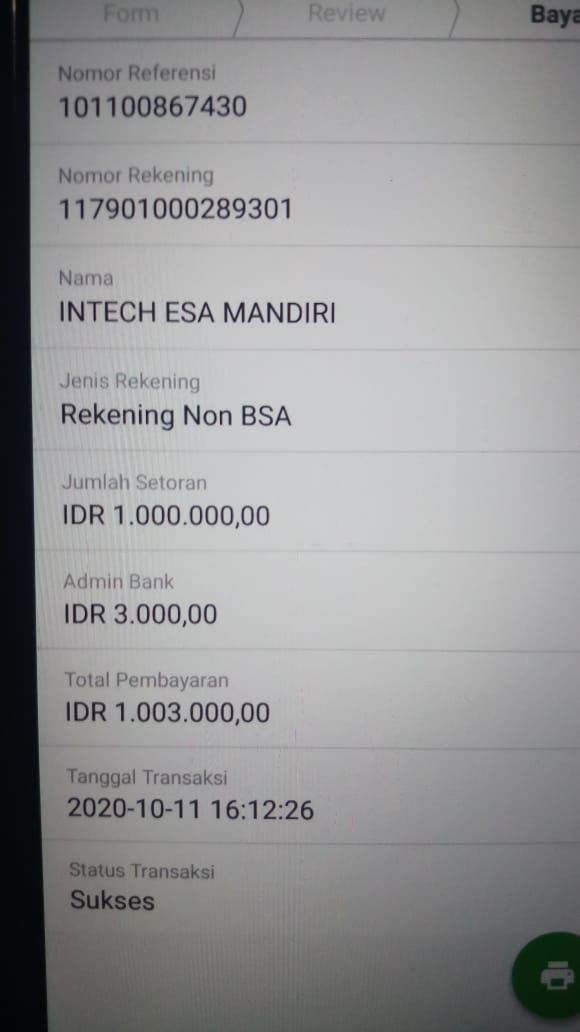 Form
Review
Nomor Referensi
101100867430
Nomor Rekening
117901000289301
Nama
INTECH ESA MANDIRI
Jenis Rekening
Rekening Non BSA
Jumlah Setoran
IDR 1.000.000,00
Admin Bank
IDR 3.000,00
Total Pembayaran
IDR 1.003.000,00
Tanggal Transaksi
2020-10-11 16:12:26
Status Transaksi
Sukses